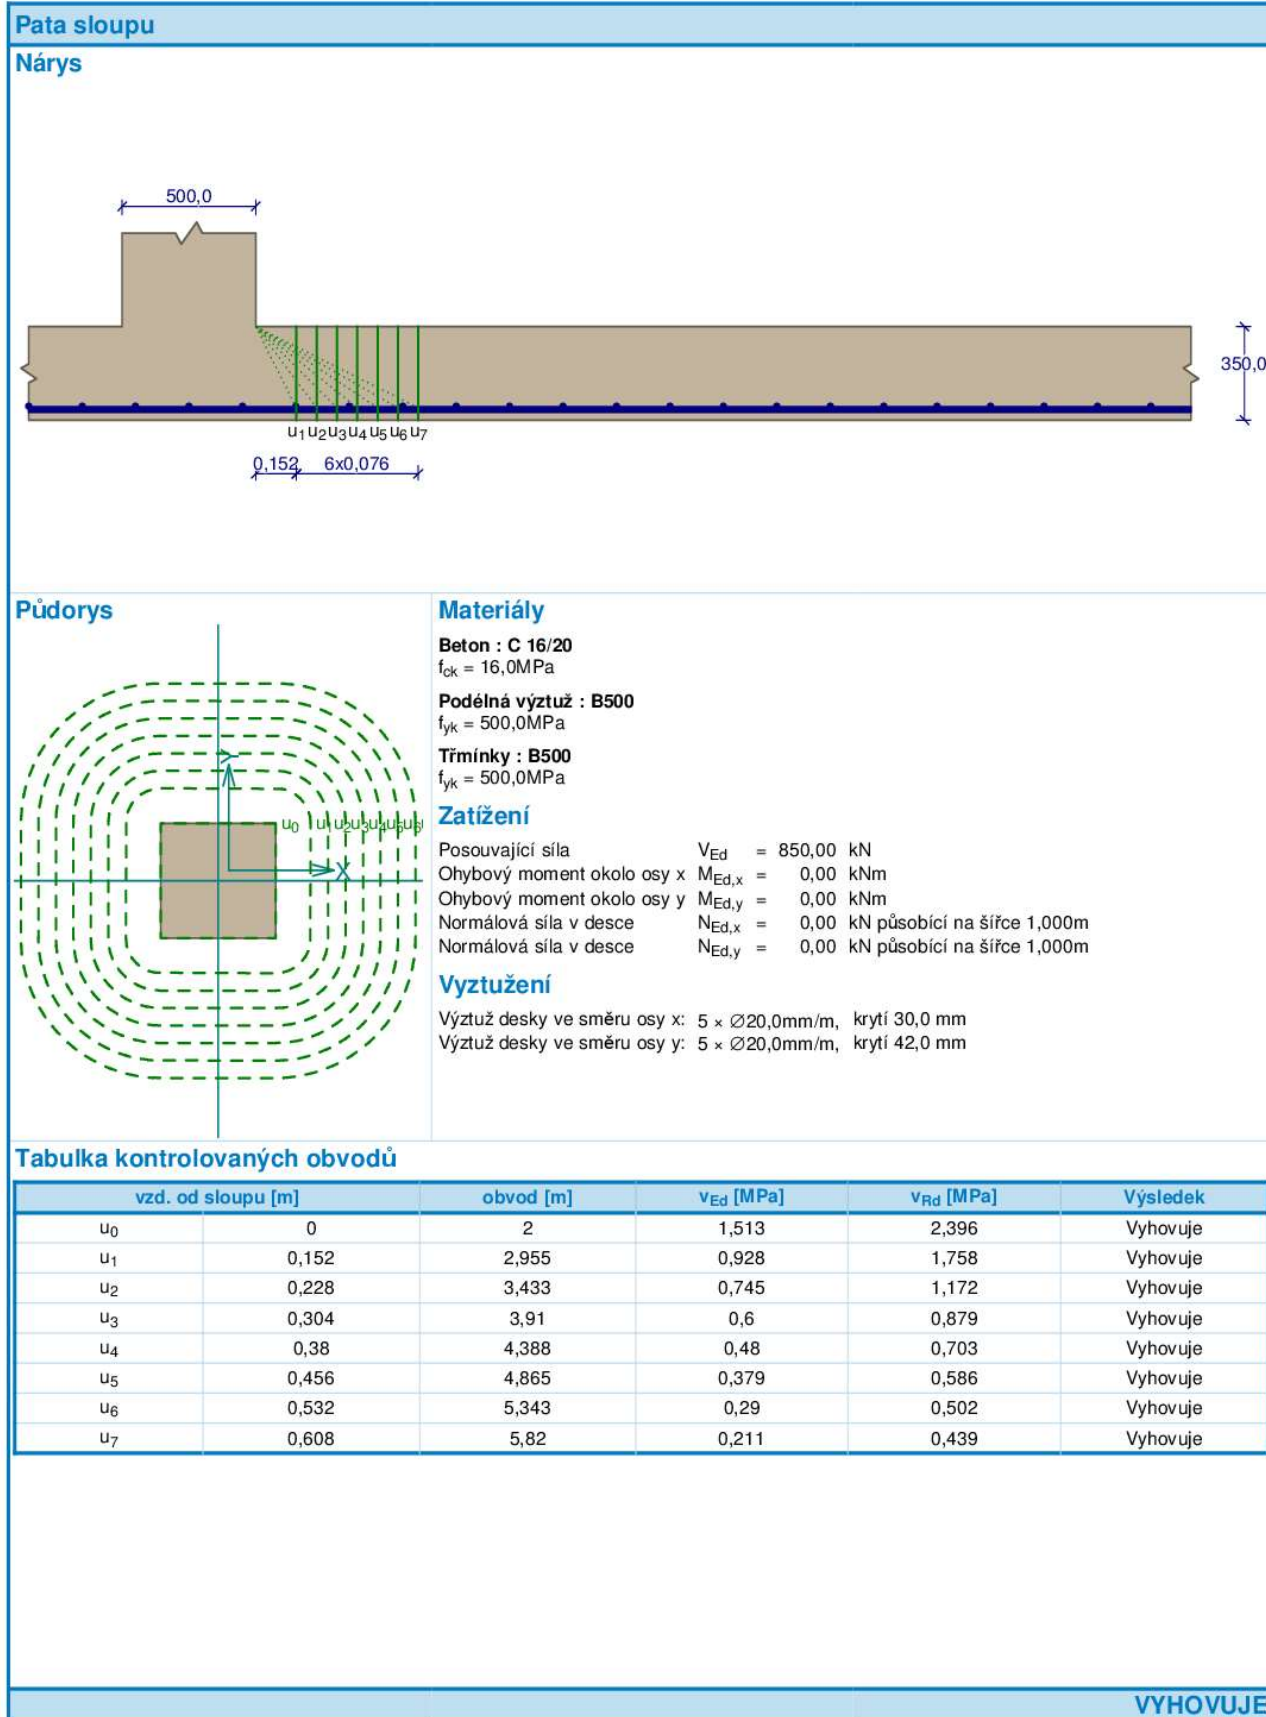 Pata sloupu
Nárys
500,0
350,0
u1 u2 u3 u4 u5 u6 u7
0,152 6x0,076
Půdorys
Y
u0 u1 u2 u3 u4 u5 u6
X
Materiály
Beton : C 16/20
fck = 16,0MPa
Podélná výztuž : B500
fyk = 500,0MPa
Třmínky : B500
fyk = 500,0MPa
Zatížení
Posouvající síla VEd = 850,00 kN
Ohybový moment okolo osy x MEd,x = 0,00 kNm
Ohybový moment okolo osy y MEd,y = 0,00 kNm
Normálová síla v desce NEd,x = 0,00 kN působící na šířce 1,000m
Normálová síla v desce NEd,y = 0,00 kN působící na šířce 1,000m
Vyztužení
Výztuž desky ve směru osy x: 5 × Ø20,0mm/m, krytí 30,0 mm
Výztuž desky ve směru osy y: 5 × Ø20,0mm/m, krytí 42,0 mm
Tabulka kontrolovaných obvodů
vzd. od sloupu [m] obvod [m] vEd [MPa] vRd [MPa] Výsledek
u0 0 2 1,513 2,396 Vyhovuje
u1 0,152 2,955 0,928 1,758 Vyhovuje
u2 0,228 3,433 0,745 1,172 Vyhovuje
u3 0,304 3,91 0,6 0,879 Vyhovuje
u4 0,38 4,388 0,48 0,703 Vyhovuje
u5 0,456 4,865 0,379 0,586 Vyhovuje
u6 0,532 5,343 0,29 0,502 Vyhovuje
u7 0,608 5,82 0,211 0,439 Vyhovuje
VYHOVUJE